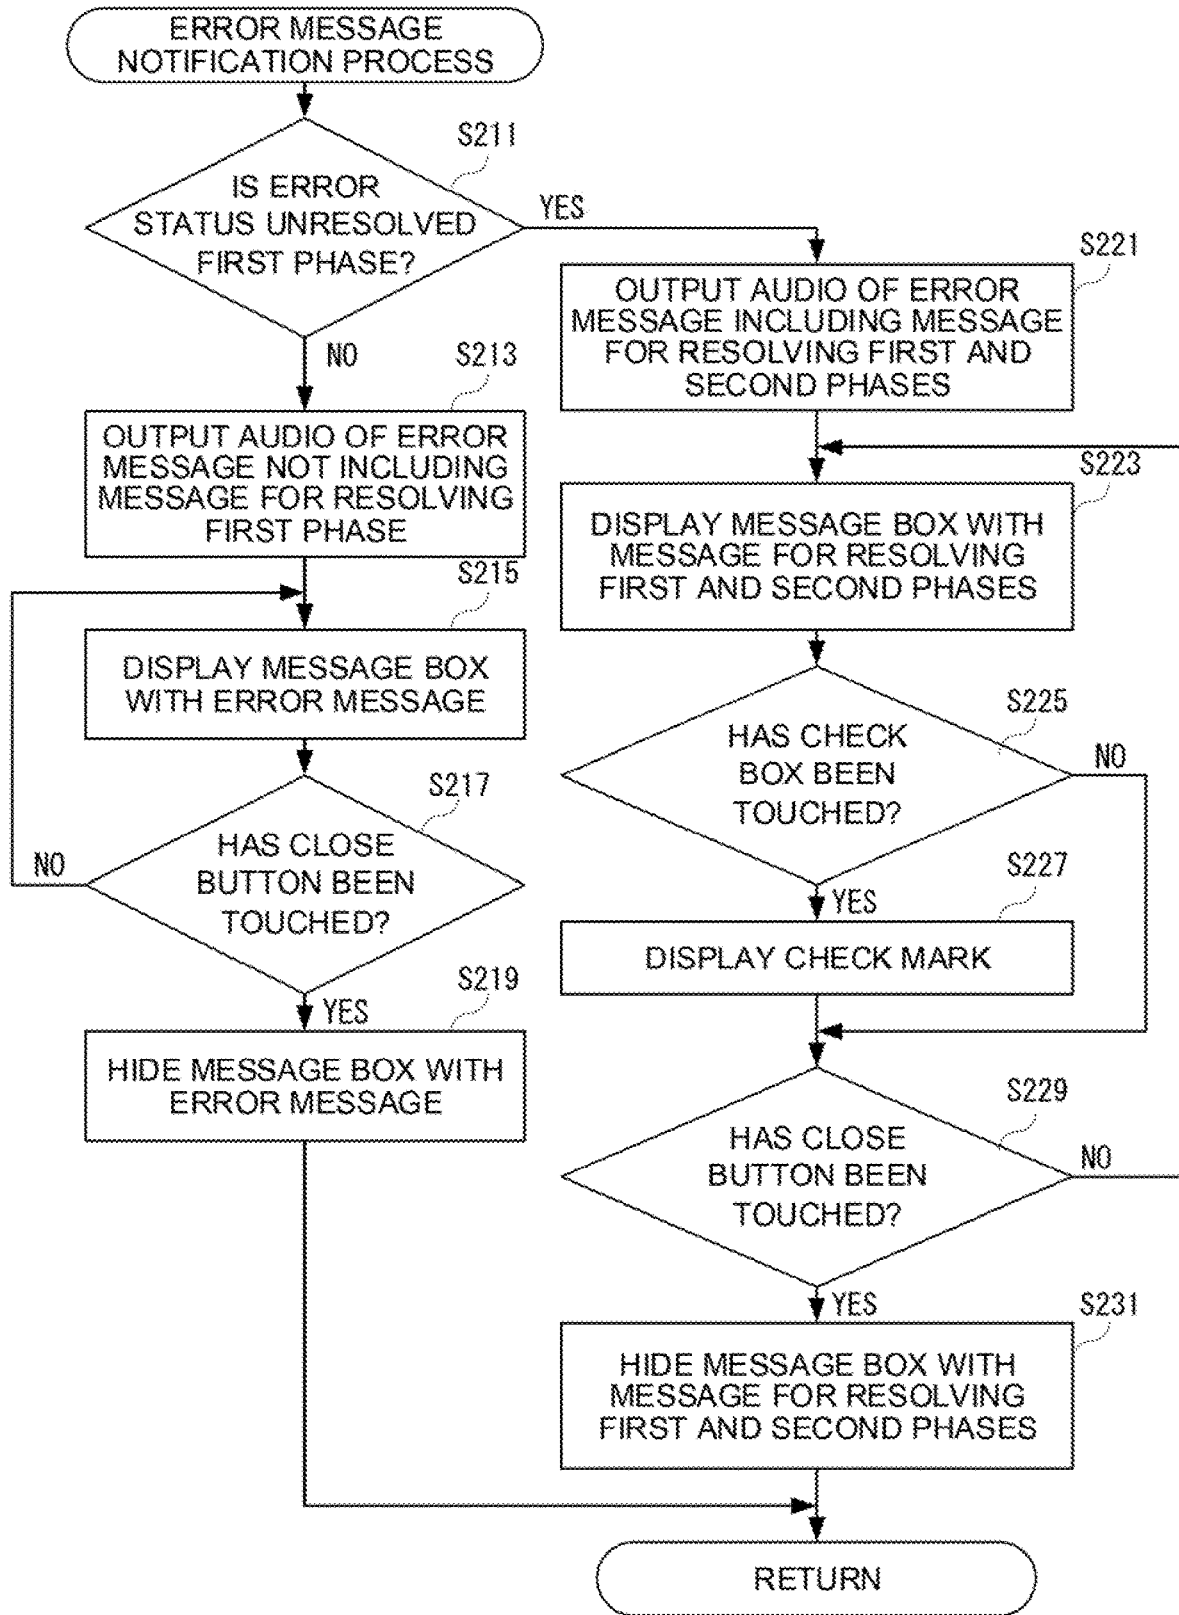 ERROR MESSAGE
NOTIFICATION PROCESS
S211
IS ERROR
STATUS UNRESOLVED
FIRST PHASE?
YES
NO
S213
OUTPUT AUDIO OF ERROR
MESSAGE NOT INCLUDING
MESSAGE FOR RESOLVING
FIRST PHASE
S215
DISPLAY MESSAGE BOX
WITH ERROR MESSAGE
S217
HAS CLOSE
BUTTON BEEN
TOUCHED?
NO
YES
S219
HIDE MESSAGE BOX WITH
ERROR MESSAGE
S221
OUTPUT AUDIO OF ERROR
MESSAGE INCLUDING MESSAGE
FOR RESOLVING FIRST AND
SECOND PHASES
S223
DISPLAY MESSAGE BOX WITH
MESSAGE FOR RESOLVING
FIRST AND SECOND PHASES
S225
HAS CHECK
BOX BEEN
TOUCHED?
NO
YES
S227
DISPLAY CHECK MARK
S229
HAS CLOSE
BUTTON BEEN
TOUCHED?
NO
YES
S231
HIDE MESSAGE BOX WITH
MESSAGE FOR RESOLVING
FIRST AND SECOND PHASES
RETURN